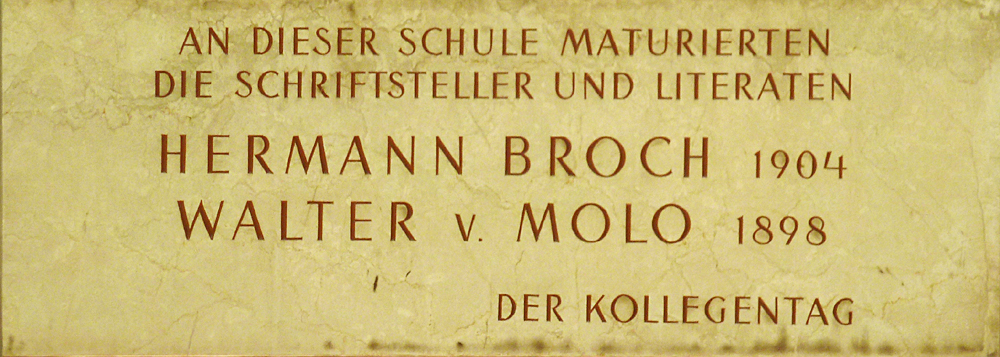 AN DIESER SCHULE MATURIERTEN
DIE SCHRIFTSTELLER UND LITERATEN
HERMANN BROCH 1904
WALTER v. MOLO 1898
DER KOLLEGENTAG